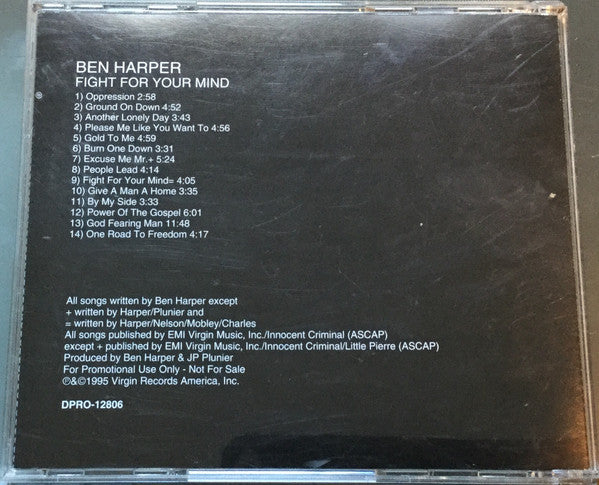 BEN HARPER
FIGHT FOR YOUR MIND
1) Oppression 2:58
2) Ground On Down 4:52
3) Another Lonely Day 3:43
4) Please Me Like You Want To 4:56
5) Gold To Me 4:59
6) Burn One Down 3:31
7) Excuse Me Mr.+ 5:24
8) People Lead 4:14
9) Fight For Your Mind= 4:05
10) Give A Man A Home 3:35
11) By My Side 3:33
12) Power Of The Gospel 6:01
13) God Fearing Man 11:48
14) One Road To Freedom 4:17
All songs written by Ben Harper except
+ written by Harper/Plunier and
= written by Harper/Nelson/Mobley/Charles
All songs published by EMI Virgin Music, Inc./Innocent Criminal (ASCAP)
except + published by EMI Virgin Music, Inc./Innocent Criminal/Little Pierre (ASCAP)
Produced by Ben Harper & JP Plunier
For Promotional Use Only - Not For Sale
℗&©1995 Virgin Records America, Inc.
DPRO-12806